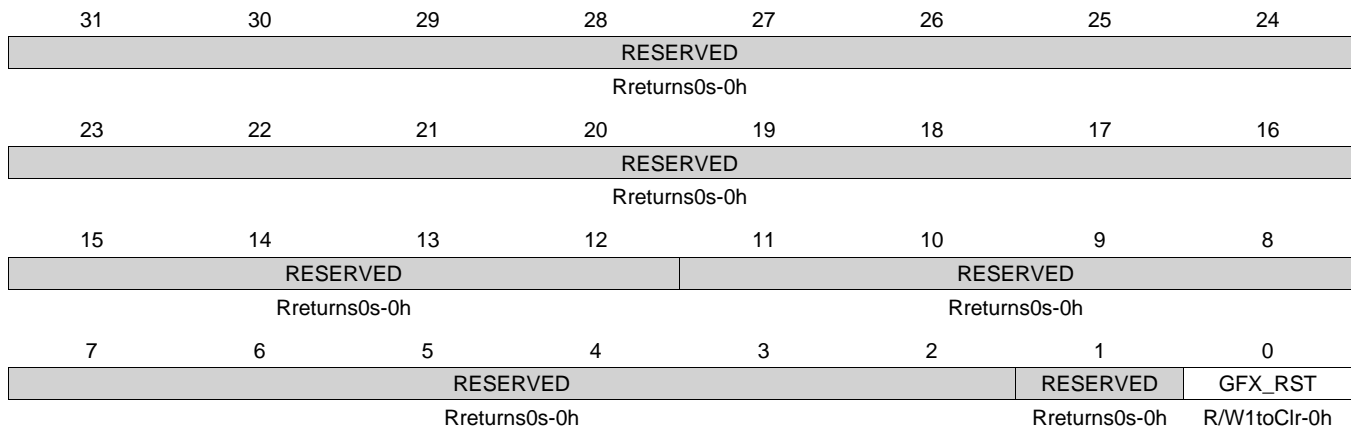 31 30 29 28 27 26 25 24
RESERVED
Rreturns0s-0h
23 22 21 20 19 18 17 16
RESERVED
Rreturns0s-0h
15 14 13 12 11 10 9 8
RESERVED RESERVED
Rreturns0s-0h Rreturns0s-0h
7 6 5 4 3 2 1 0
RESERVED RESERVED GFX_RST
Rreturns0s-0h Rreturns0s-0h R/W1toClr-0h